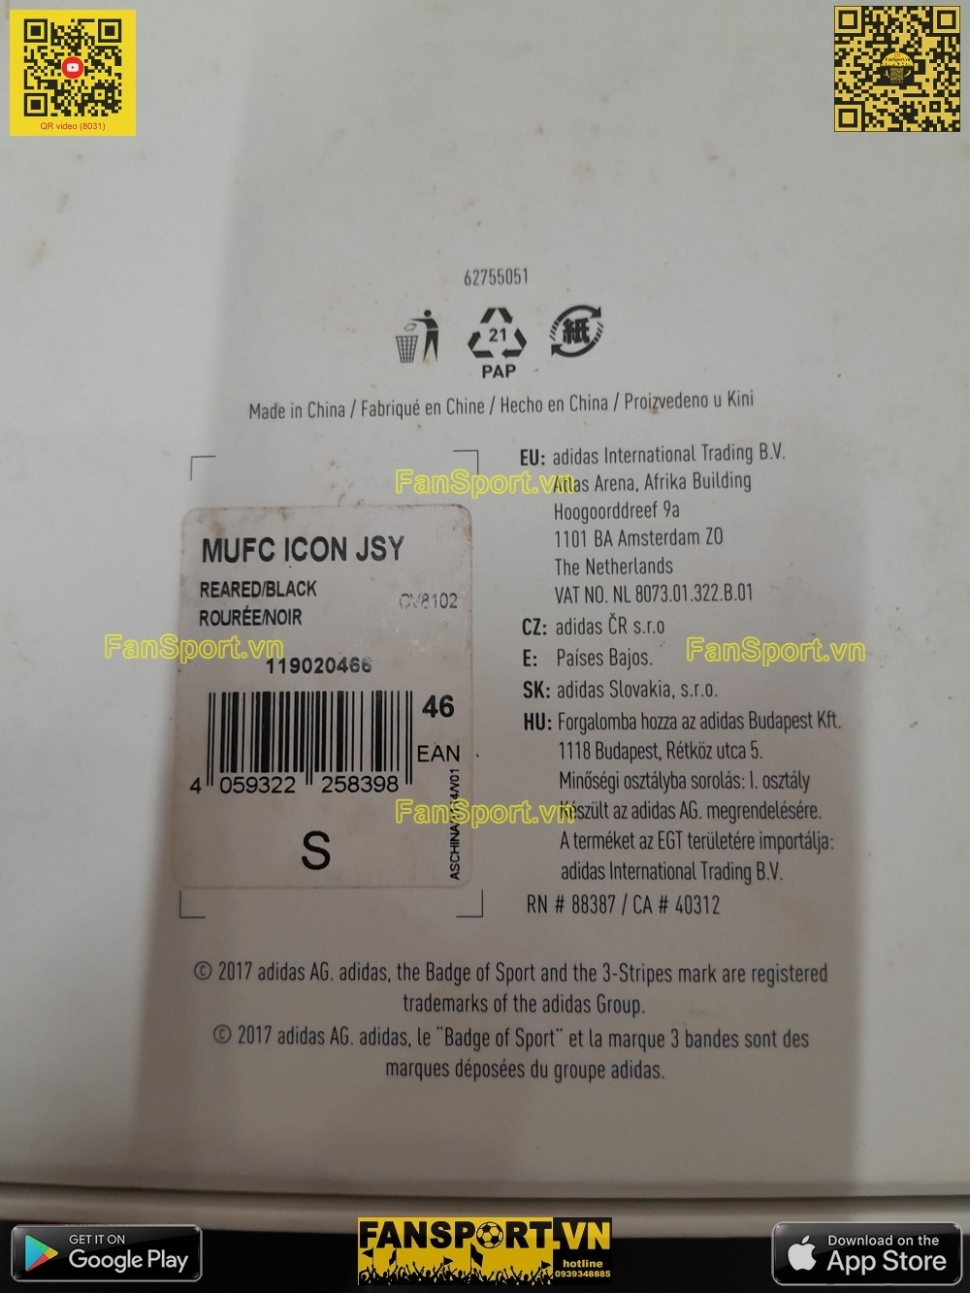 QR video (8031)
62755051
21
紙
PAP
Made in China / Fabriqué en Chine / Hecho en China / Proizvedeno u Kini
EU: adidas International Trading B.V.
Atlas Arena, Afrika Building
Hoogoorddreef 9a
1101 BA Amsterdam ZO
The Netherlands
VAT NO. NL 8073.01.322.B.01
CZ: adidas ČR s.r.o
E: Países Bajos.
SK: adidas Slovakia, s.r.o.
HU: Forgalomba hozza az adidas Budapest Kft.
1118 Budapest, Rétköz utca 5.
Minőségi osztályba sorolás: I. osztály
Készült az adidas AG. megrendelésére.
A terméket az EGT területére importálja:
adidas International Trading B.V.
RN # 88387 / CA # 40312
MUFC ICON JSY
REARED/BLACK
CV8102
ROURÉE/NOIR
119020466
46
EAN
4 059322 258398
S
FanSport.vn
FanSport.vn
FanSport.vn
FanSport.vn
© 2017 adidas AG. adidas, the Badge of Sport and the 3-Stripes mark are registered
trademarks of the adidas Group.
© 2017 adidas AG. adidas, le "Badge of Sport" et la marque 3 bandes sont des
marques déposées du groupe adidas.
GET IT ON
Google Play
FANSPORT.VN
hotline
0939348885
Download on the
App Store